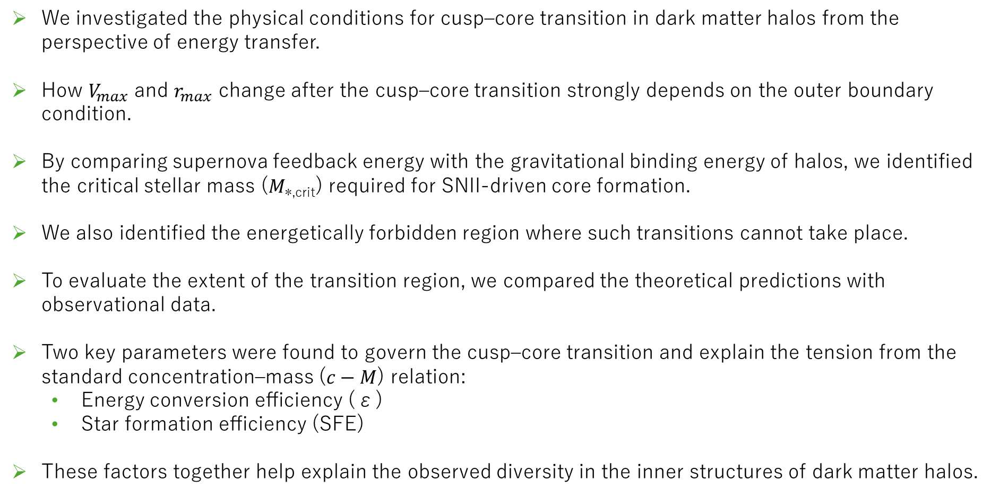 ➢ We investigated the physical conditions for cusp–core transition in dark matter halos from the
perspective of energy transfer.
➢ How V_max and r_max change after the cusp–core transition strongly depends on the outer boundary
condition.
➢ By comparing supernova feedback energy with the gravitational binding energy of halos, we identified
the critical stellar mass (M_*,crit) required for SNII-driven core formation.
➢ We also identified the energetically forbidden region where such transitions cannot take place.
➢ To evaluate the extent of the transition region, we compared the theoretical predictions with
observational data.
➢ Two key parameters were found to govern the cusp–core transition and explain the tension from the
standard concentration–mass (c − M) relation:
• Energy conversion efficiency ( ε )
• Star formation efficiency (SFE)
➢ These factors together help explain the observed diversity in the inner structures of dark matter halos.